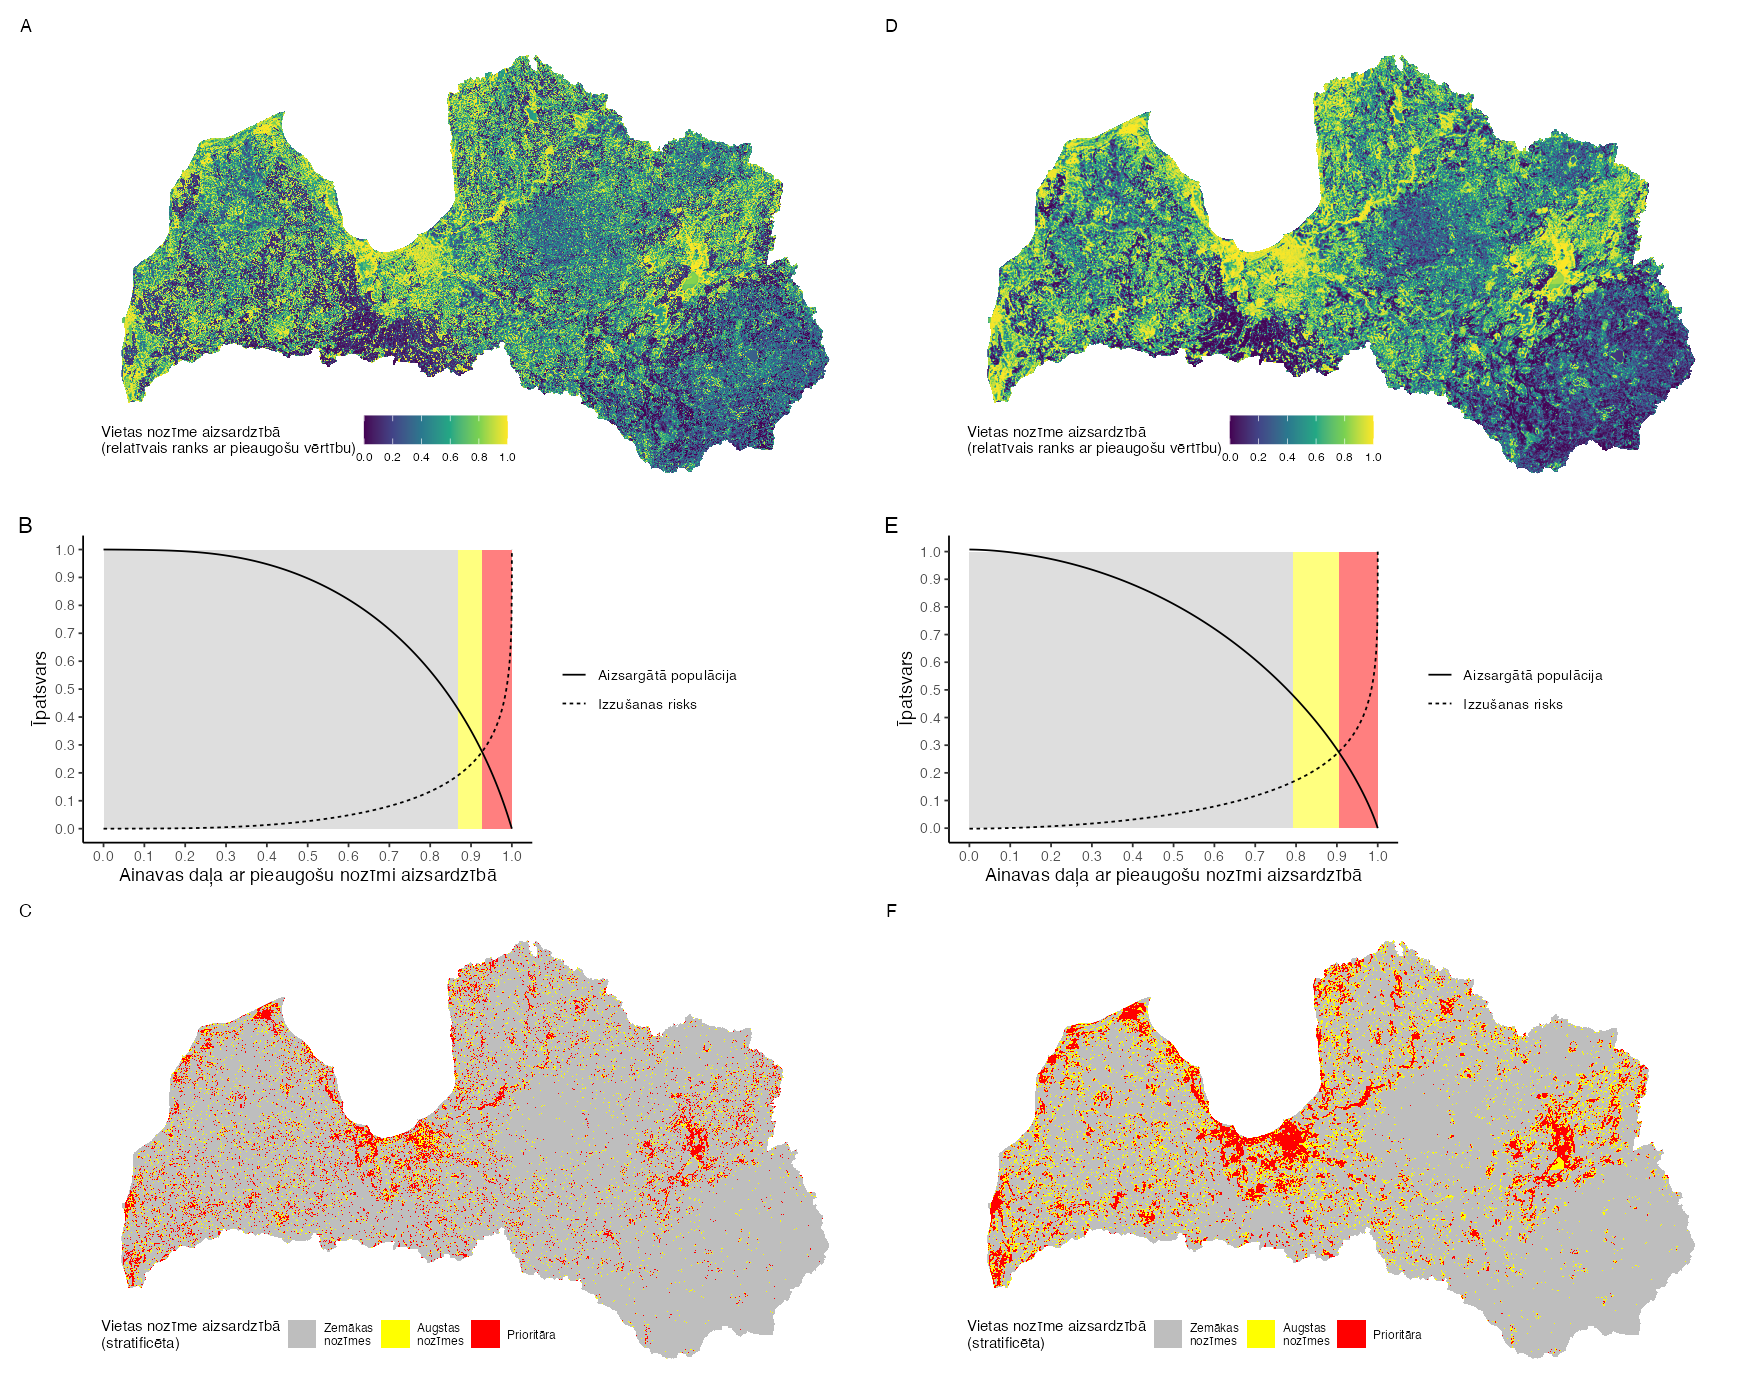 A
Vietas nozīme aizsardzībā
(relatīvais ranks ar pieaugošu vērtību)
0.0 0.2 0.4 0.6 0.8 1.0
D
Vietas nozīme aizsardzībā
(relatīvais ranks ar pieaugošu vērtību)
0.0 0.2 0.4 0.6 0.8 1.0
B
Īpatsvars
1.0
0.9
0.8
0.7
0.6
0.5
0.4
0.3
0.2
0.1
0.0
0.0 0.1 0.2 0.3 0.4 0.5 0.6 0.7 0.8 0.9 1.0
Ainavas daļa ar pieaugošu nozīmi aizsardzībā
Aizsargātā populācija
Izzušanas risks
E
Īpatsvars
1.0
0.9
0.8
0.7
0.6
0.5
0.4
0.3
0.2
0.1
0.0
0.0 0.1 0.2 0.3 0.4 0.5 0.6 0.7 0.8 0.9 1.0
Ainavas daļa ar pieaugošu nozīmi aizsardzībā
Aizsargātā populācija
Izzušanas risks
C
Vietas nozīme aizsardzībā
(stratificēta)
Zemākas
nozīmes
Augstas
nozīmes
Prioritāra
F
Vietas nozīme aizsardzībā
(stratificēta)
Zemākas
nozīmes
Augstas
nozīmes
Prioritāra